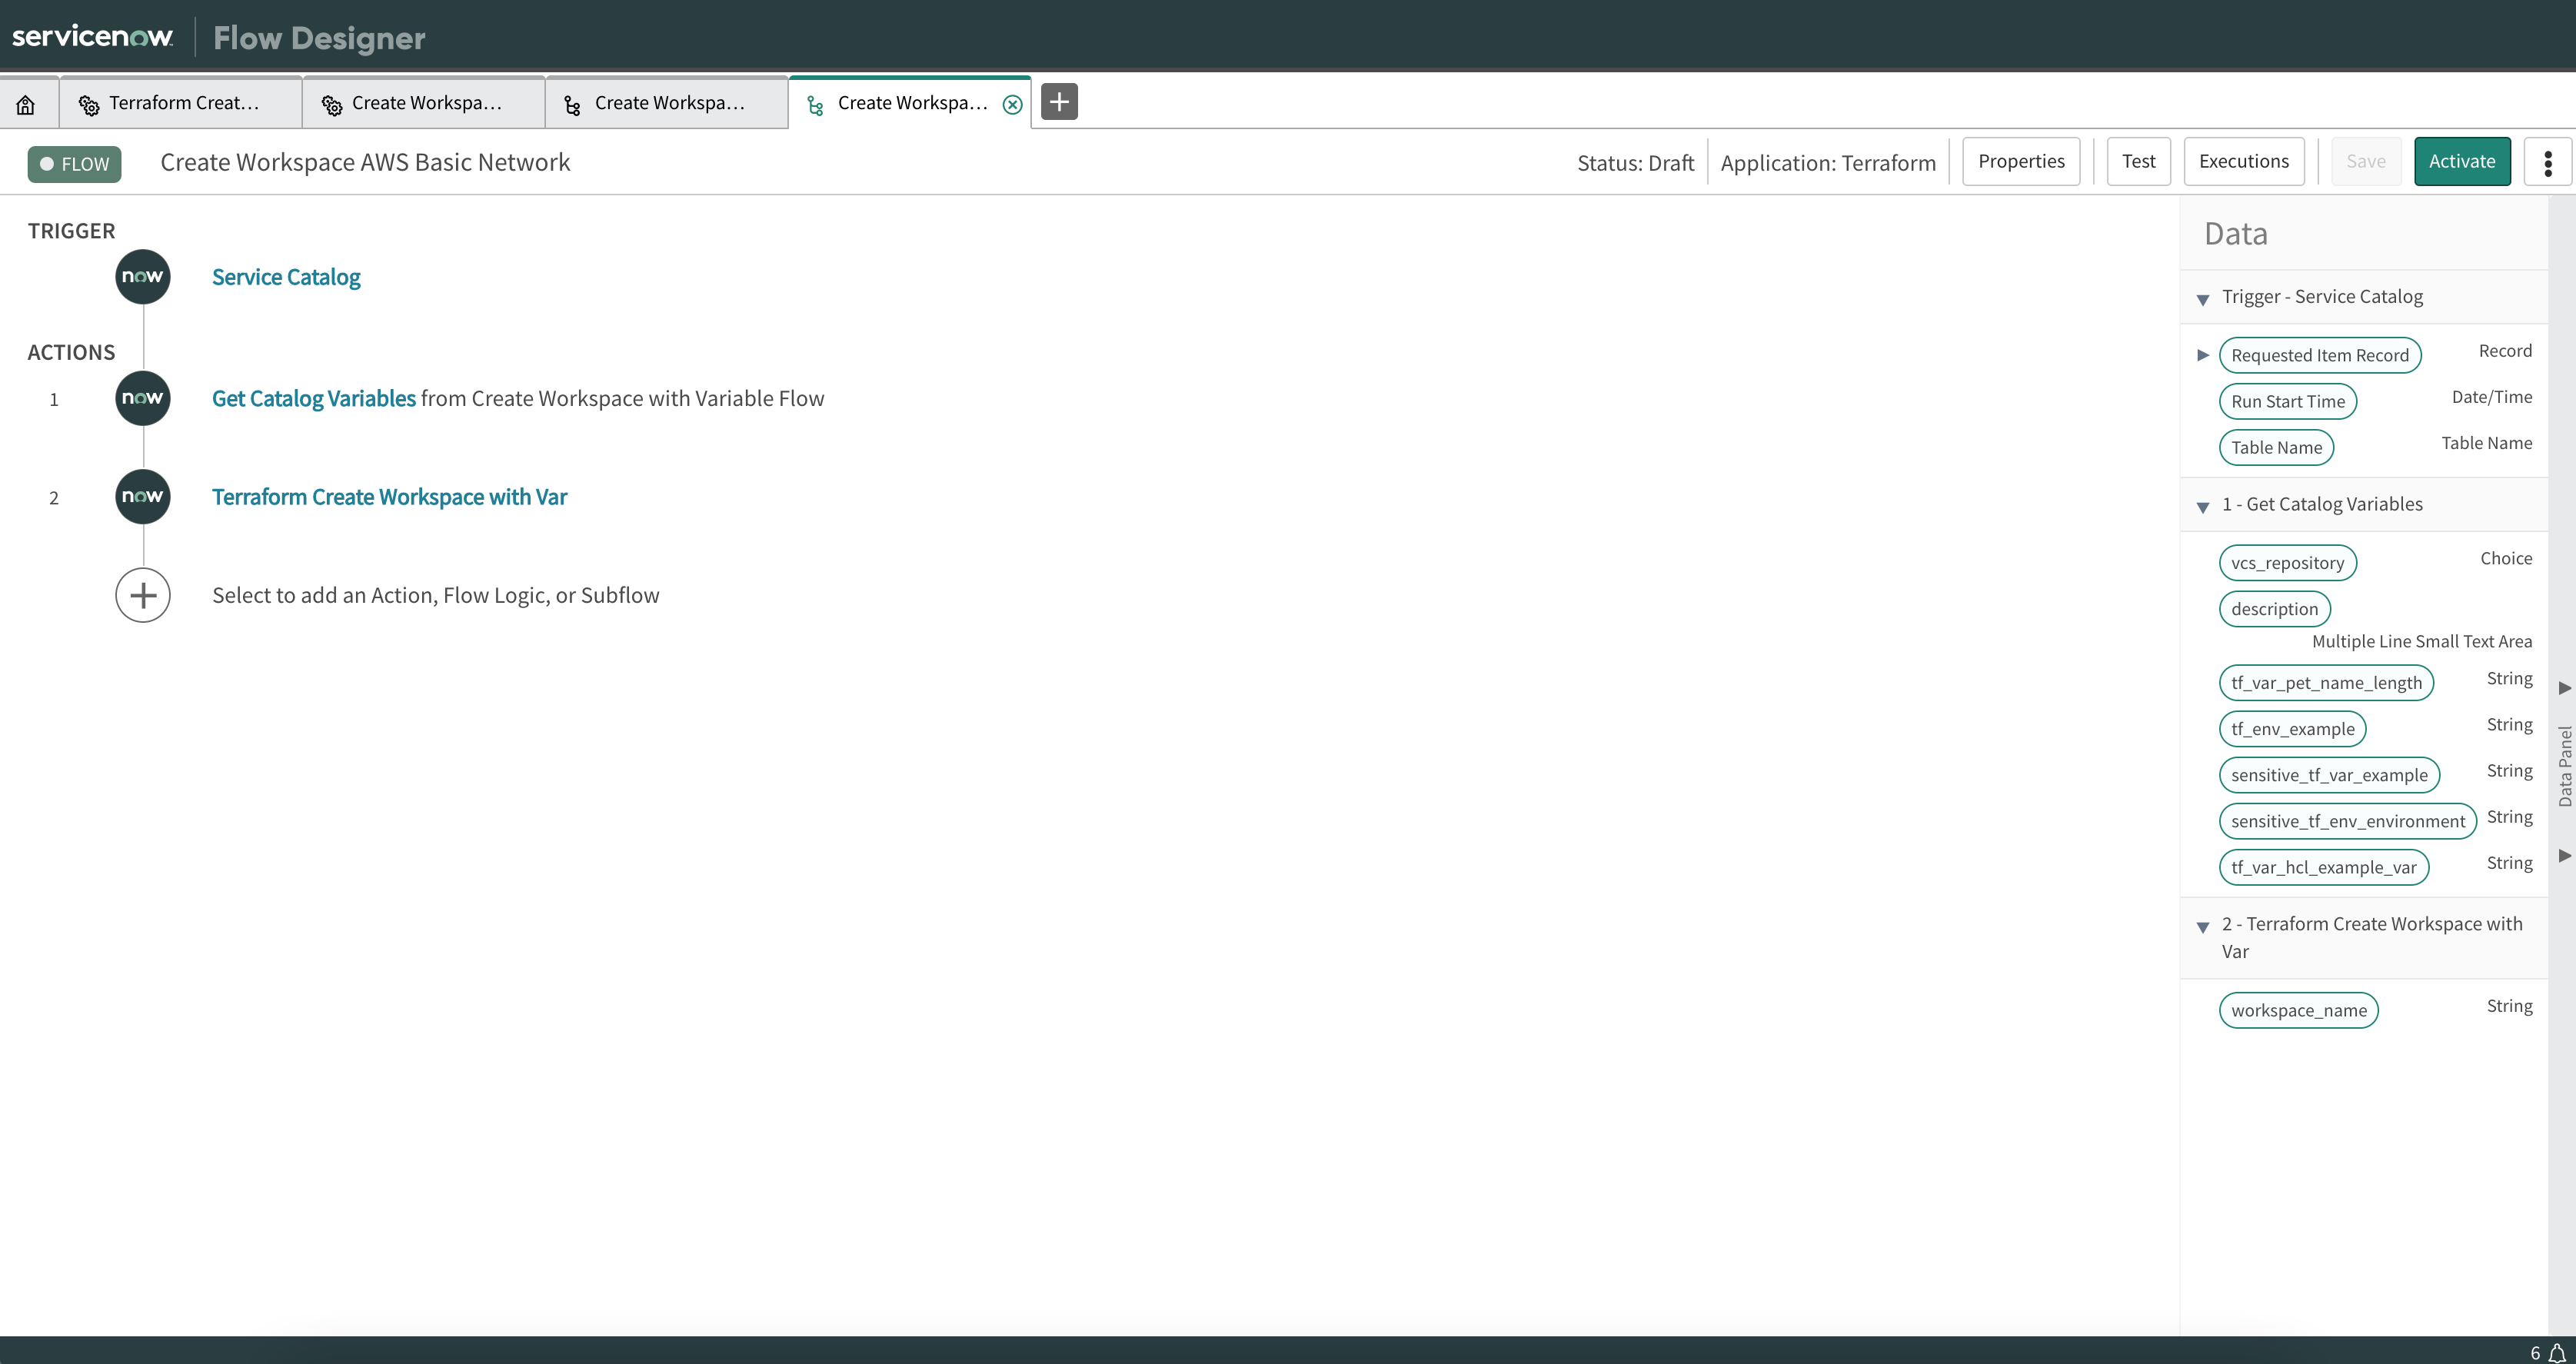 servicenow Flow Designer
Terraform Creat...
Create Workspa...
Create Workspa...
Create Workspa...
FLOW
Create Workspace AWS Basic Network
Status: Draft
Application: Terraform
Properties
Test
Executions
Save
Activate
TRIGGER
now
Service Catalog
ACTIONS
1
now
Get Catalog Variables from Create Workspace with Variable Flow
2
now
Terraform Create Workspace with Var
Select to add an Action, Flow Logic, or Subflow
Data
Trigger - Service Catalog
Requested Item Record Record
Run Start Time Date/Time
Table Name Table Name
1 - Get Catalog Variables
vcs_repository Choice
description
Multiple Line Small Text Area
tf_var_pet_name_length String
tf_env_example String
sensitive_tf_var_example String
sensitive_tf_env_environment String
tf_var_hcl_example_var String
2 - Terraform Create Workspace with
Var
workspace_name String
Data Panel
6